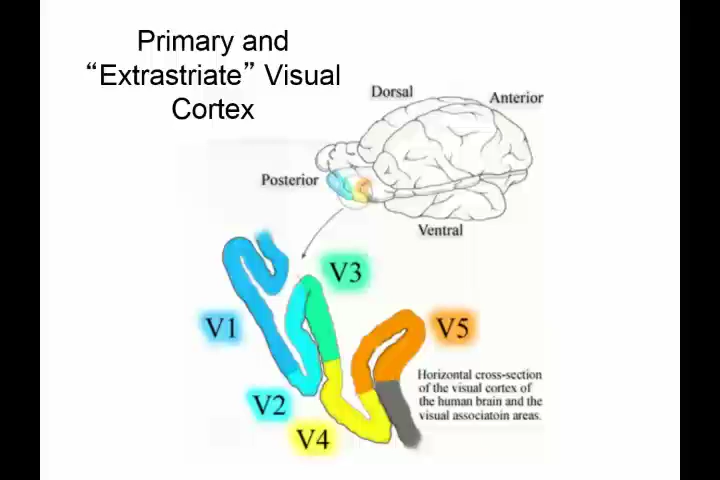 Primary and
“Extrastriate” Visual
Cortex
Dorsal
Anterior
Posterior
Ventral
V3
V1
V5
Horizontal cross-section
of the visual cortex of
the human brain and the
visual associatoin areas.
V2
V4